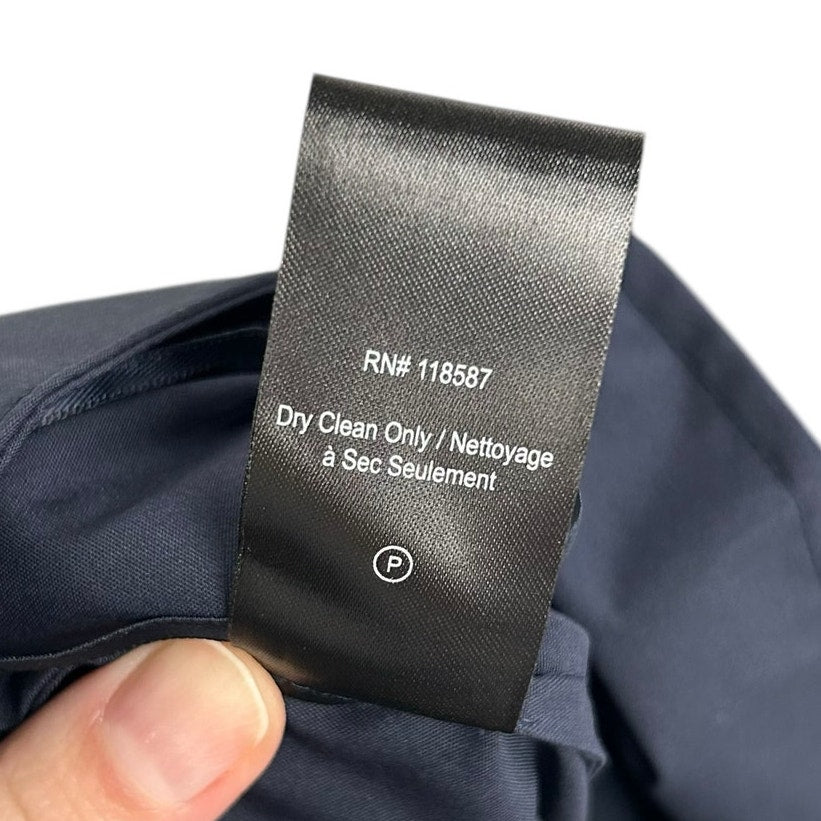 RN# 118587
Dry Clean Only / Nettoyage
à Sec Seulement
P